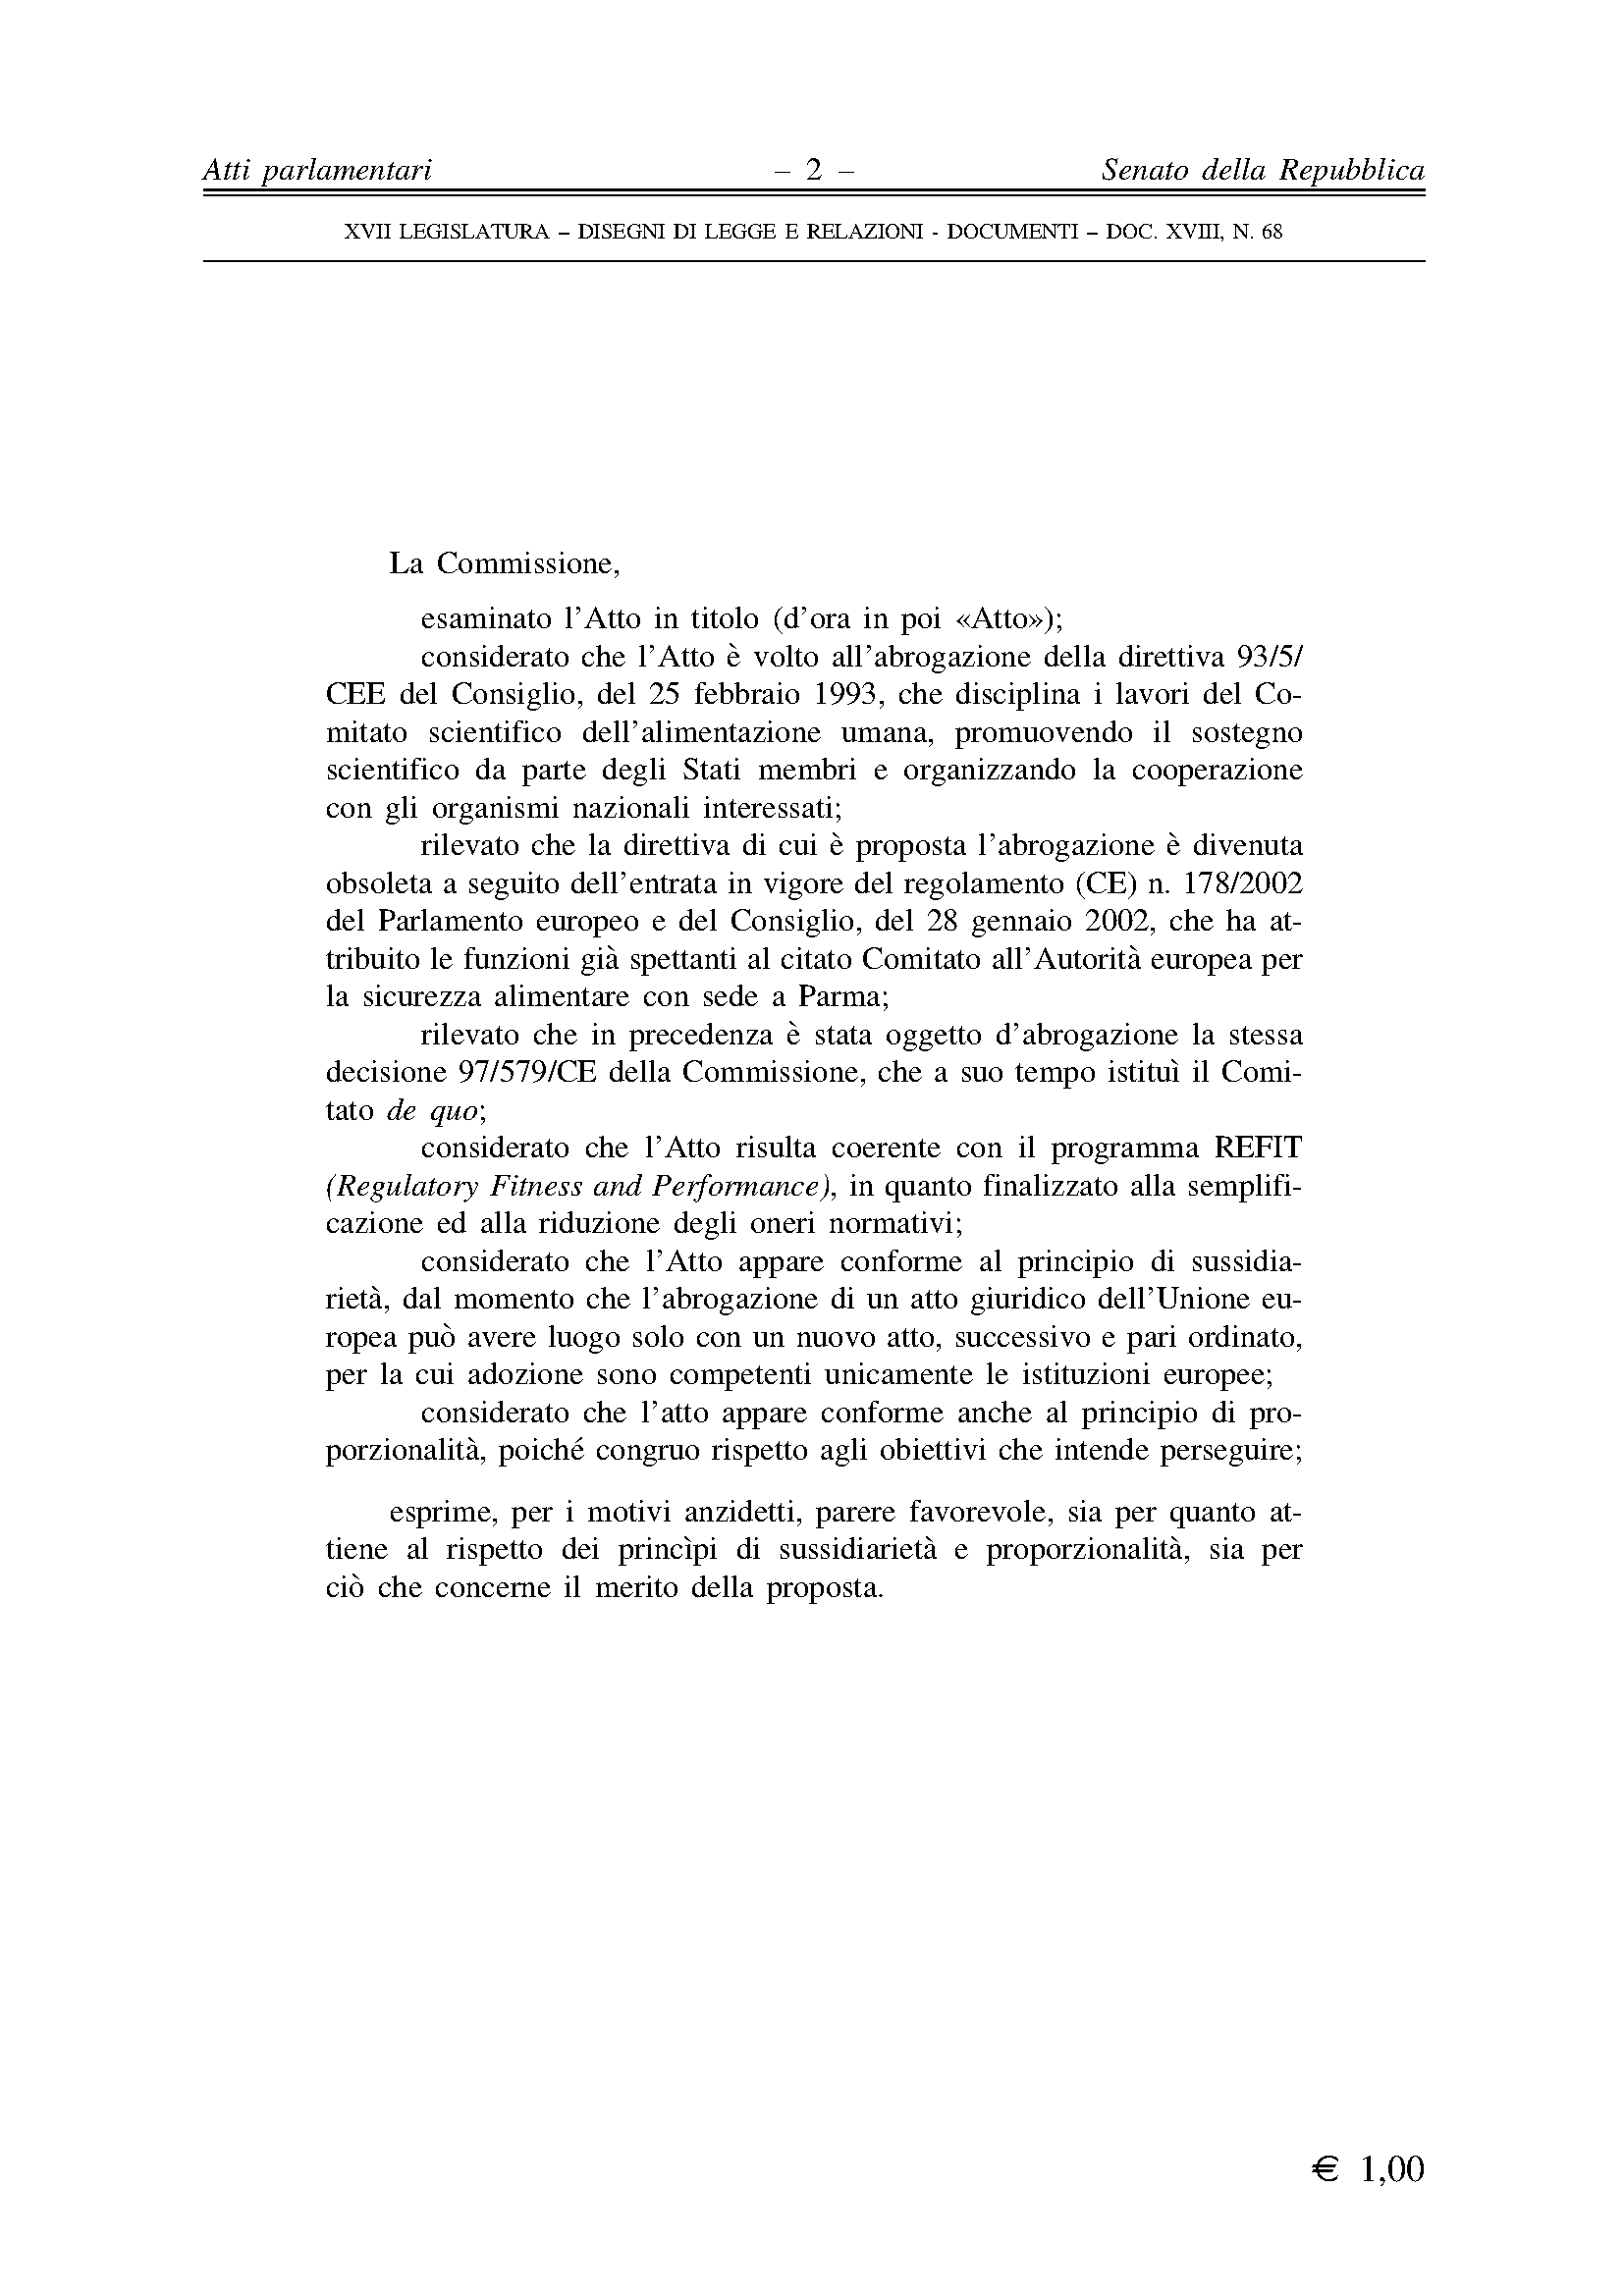 Atti parlamentari – 2 – Senato della Repubblica
XVII LEGISLATURA – DISEGNI DI LEGGE E RELAZIONI - DOCUMENTI – DOC. XVIII, N. 68
La Commissione,
esaminato l'Atto in titolo (d'ora in poi «Atto»);
considerato che l'Atto è volto all'abrogazione della direttiva 93/5/
CEE del Consiglio, del 25 febbraio 1993, che disciplina i lavori del Co-
mitato scientifico dell'alimentazione umana, promuovendo il sostegno
scientifico da parte degli Stati membri e organizzando la cooperazione
con gli organismi nazionali interessati;
rilevato che la direttiva di cui è proposta l'abrogazione è divenuta
obsoleta a seguito dell'entrata in vigore del regolamento (CE) n. 178/2002
del Parlamento europeo e del Consiglio, del 28 gennaio 2002, che ha at-
tribuito le funzioni già spettanti al citato Comitato all'Autorità europea per
la sicurezza alimentare con sede a Parma;
rilevato che in precedenza è stata oggetto d'abrogazione la stessa
decisione 97/579/CE della Commissione, che a suo tempo istituì il Comi-
tato de quo;
considerato che l'Atto risulta coerente con il programma REFIT
(Regulatory Fitness and Performance), in quanto finalizzato alla semplifi-
cazione ed alla riduzione degli oneri normativi;
considerato che l'Atto appare conforme al principio di sussidia-
rietà, dal momento che l'abrogazione di un atto giuridico dell'Unione eu-
ropea può avere luogo solo con un nuovo atto, successivo e pari ordinato,
per la cui adozione sono competenti unicamente le istituzioni europee;
considerato che l'atto appare conforme anche al principio di pro-
porzionalità, poiché congruo rispetto agli obiettivi che intende perseguire;
esprime, per i motivi anzidetti, parere favorevole, sia per quanto at-
tiene al rispetto dei princìpi di sussidiarietà e proporzionalità, sia per
ciò che concerne il merito della proposta.
€ 1,00